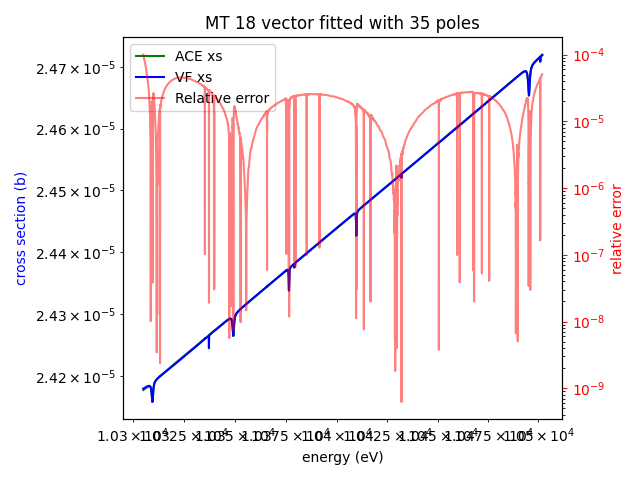 MT 18 vector fitted with 35 poles
ACE xs
VF xs
Relative error
cross section (b)
2.47 × 10⁻⁵
2.46 × 10⁻⁵
2.45 × 10⁻⁵
2.44 × 10⁻⁵
2.43 × 10⁻⁵
2.42 × 10⁻⁵
10⁻⁴
10⁻⁵
10⁻⁶
10⁻⁷
10⁻⁸
10⁻⁹
relative error
energy (eV)